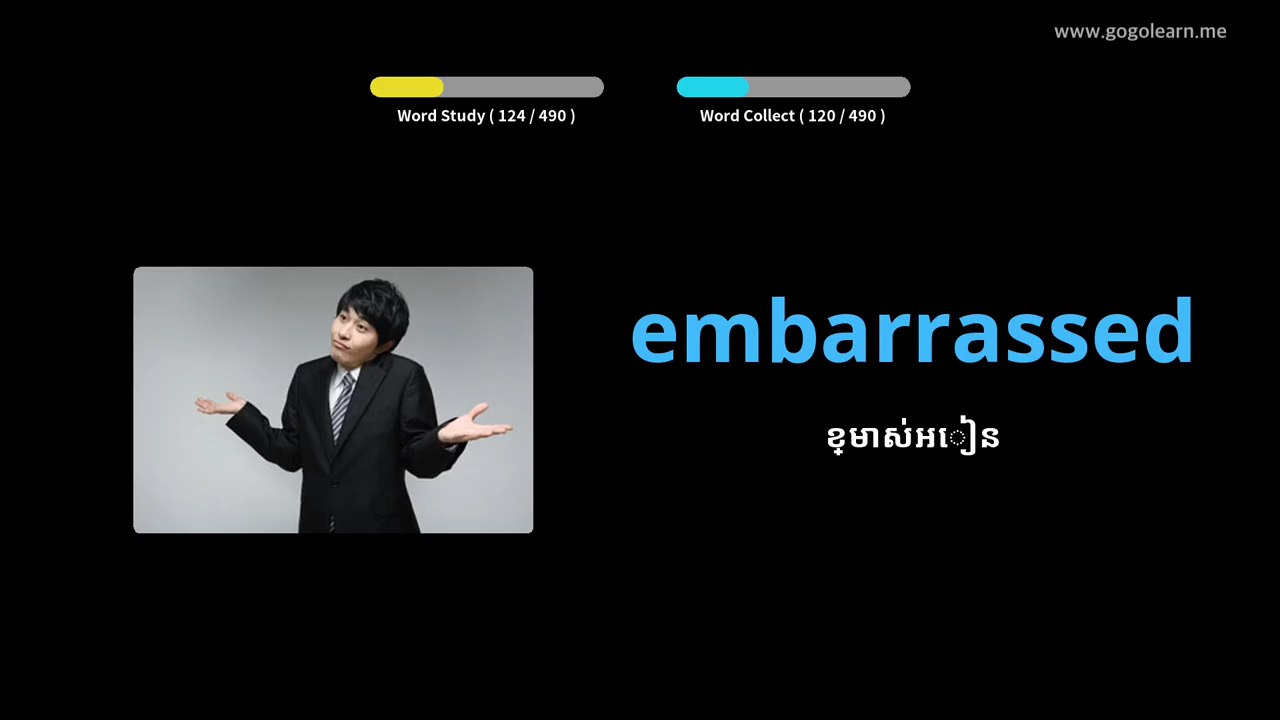 www.gogolearn.me
Word Study ( 124 / 490 )
Word Collect ( 120 / 490 )
embarrassed
ខ្មាស់អៀន